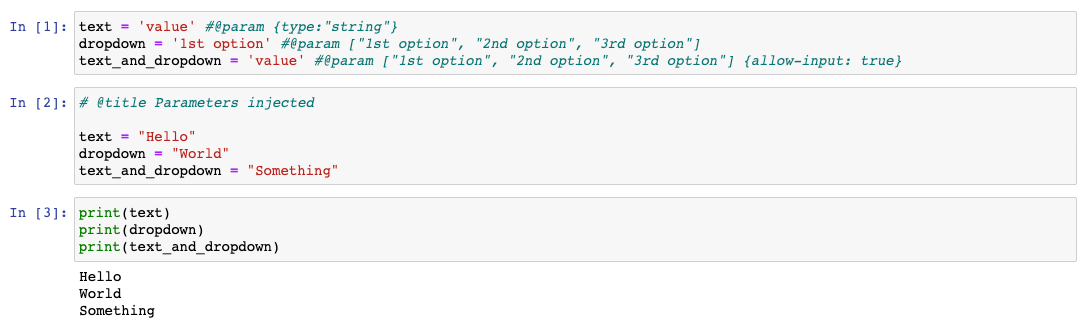 In [1]: text = 'value' #@param {type:"string"}
dropdown = '1st option' #@param ["1st option", "2nd option", "3rd option"]
text_and_dropdown = 'value' #@param ["1st option", "2nd option", "3rd option"] {allow-input: true}
In [2]: # @title Parameters injected
text = "Hello"
dropdown = "World"
text_and_dropdown = "Something"
In [3]: print(text)
print(dropdown)
print(text_and_dropdown)
Hello
World
Something